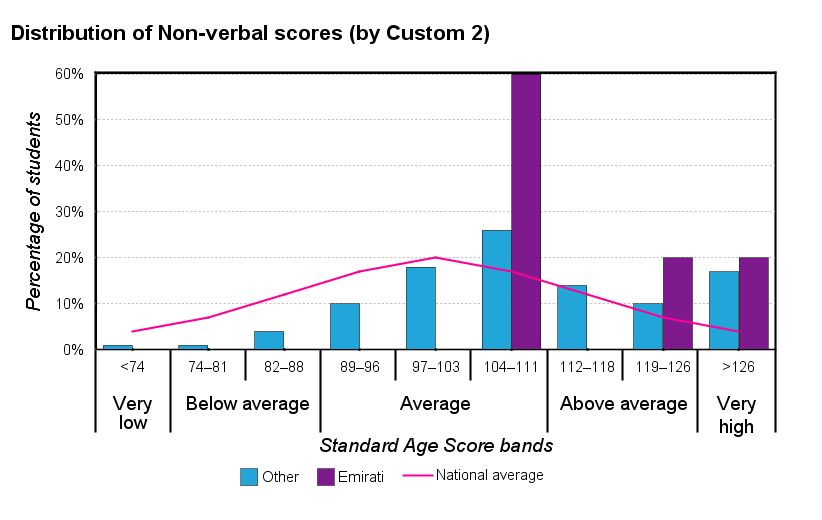 Distribution of Non-verbal scores (by Custom 2)
60%
50%
40%
30%
20%
10%
0%
Percentage of students
<74 74–81 82–88 89–96 97–103 104–111 112–118 119–126 >126
Very low Below average Average Above average Very high
Standard Age Score bands
Other Emirati National average